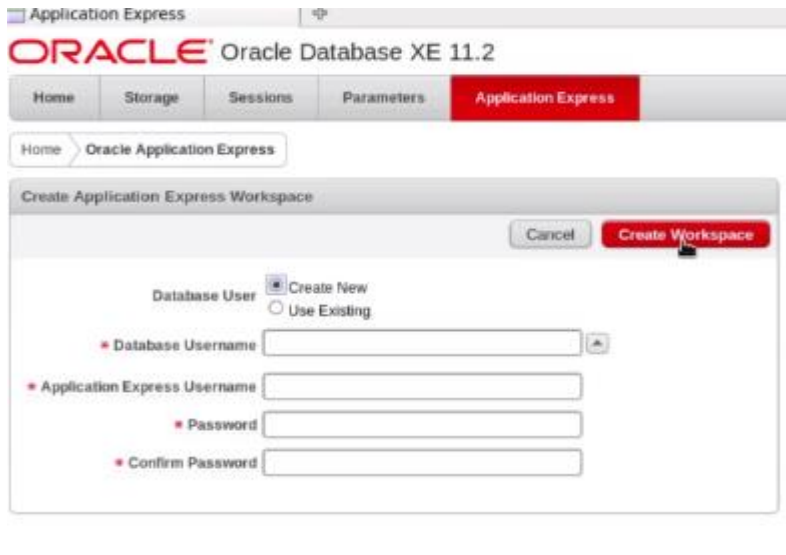 Application Express
ORACLE Oracle Database XE 11.2
Home Storage Sessions Parameters Application Express
Home Oracle Application Express
Create Application Express Workspace
Cancel Create Workspace
Database User Create New
Use Existing
* Database Username
* Application Express Username
* Password
* Confirm Password